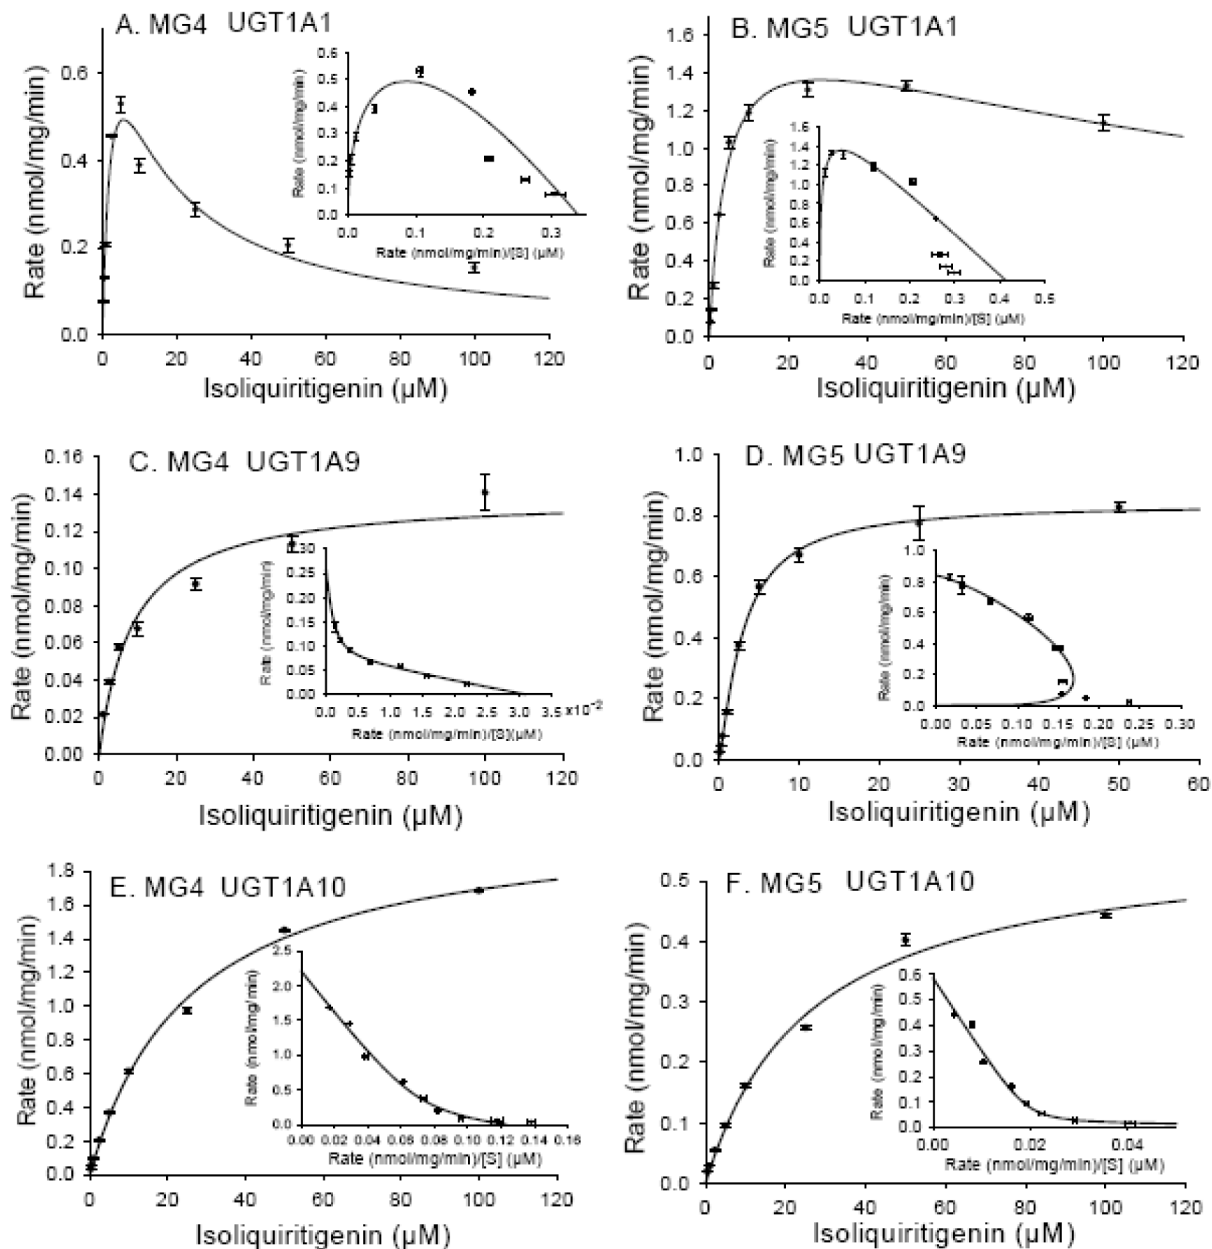 A. MG4 UGT1A1
Rate (nmol/mg/min)
0.6
0.4
0.2
0.0
0 20 40 60 80 100 120
Isoliquiritigenin (µM)
Rate (nmol/mg/min)
0.6
0.5
0.4
0.3
0.2
0.1
0.0
0.0 0.1 0.2 0.3
Rate (nmol/mg/min)/[S] (µM)
B. MG5 UGT1A1
Rate (nmol/mg/min)
1.6
1.4
1.2
1.0
0.8
0.6
0.4
0.2
0.0
0 20 40 60 80 100 120
Isoliquiritigenin (µM)
Rate (nmol/mg/min)
1.6
1.4
1.2
1.0
0.8
0.6
0.4
0.2
0.0
0.0 0.1 0.2 0.3 0.4 0.5
Rate (nmol/mg/min)/[S] (µM)
C. MG4 UGT1A9
Rate (nmol/mg/min)
0.16
0.14
0.12
0.10
0.08
0.06
0.04
0.02
0.00
0 20 40 60 80 100 120
Isoliquiritigenin (µM)
Rate (nmol/mg/min)
0.30
0.25
0.20
0.15
0.10
0.05
0.00
0.0 0.5 1.0 1.5 2.0 2.5 3.0 3.5 x10⁻²
Rate (nmol/mg/min)/[S](µM)
D. MG5 UGT1A9
Rate (nmol/mg/min)
1.0
0.8
0.6
0.4
0.2
0.0
0 10 20 30 40 50 60
Isoliquiritigenin (µM)
Rate (nmol/mg/min)
1.0
0.8
0.6
0.4
0.2
0.0
0.00 0.05 0.10 0.15 0.20 0.25 0.30
Rate (nmol/mg/min)/[S] (µM)
E. MG4 UGT1A10
Rate (nmol/mg/min)
1.8
1.6
1.4
1.2
1.0
0.8
0.6
0.4
0.2
0.0
0 20 40 60 80 100 120
Isoliquiritigenin (µM)
Rate (nmol/mg/min)
2.5
2.0
1.5
1.0
0.5
0.0
0.00 0.02 0.04 0.06 0.08 0.10 0.12 0.14 0.16
Rate (nmol/mg/min)/[S] (µM)
F. MG5 UGT1A10
Rate (nmol/mg/min)
0.5
0.4
0.3
0.2
0.1
0.0
0 20 40 60 80 100 120
Isoliquiritigenin (µM)
Rate (nmol/mg/min)
0.6
0.5
0.4
0.3
0.2
0.1
0.0
0.00 0.02 0.04
Rate (nmol/mg/min)/[S] (µM)